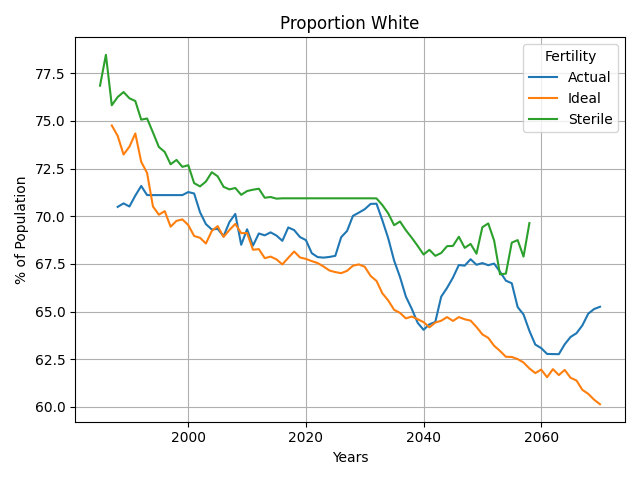 Proportion White
Fertility
Actual
Ideal
Sterile
% of Population
77.5
75.0
72.5
70.0
67.5
65.0
62.5
60.0
2000
2020
2040
2060
Years